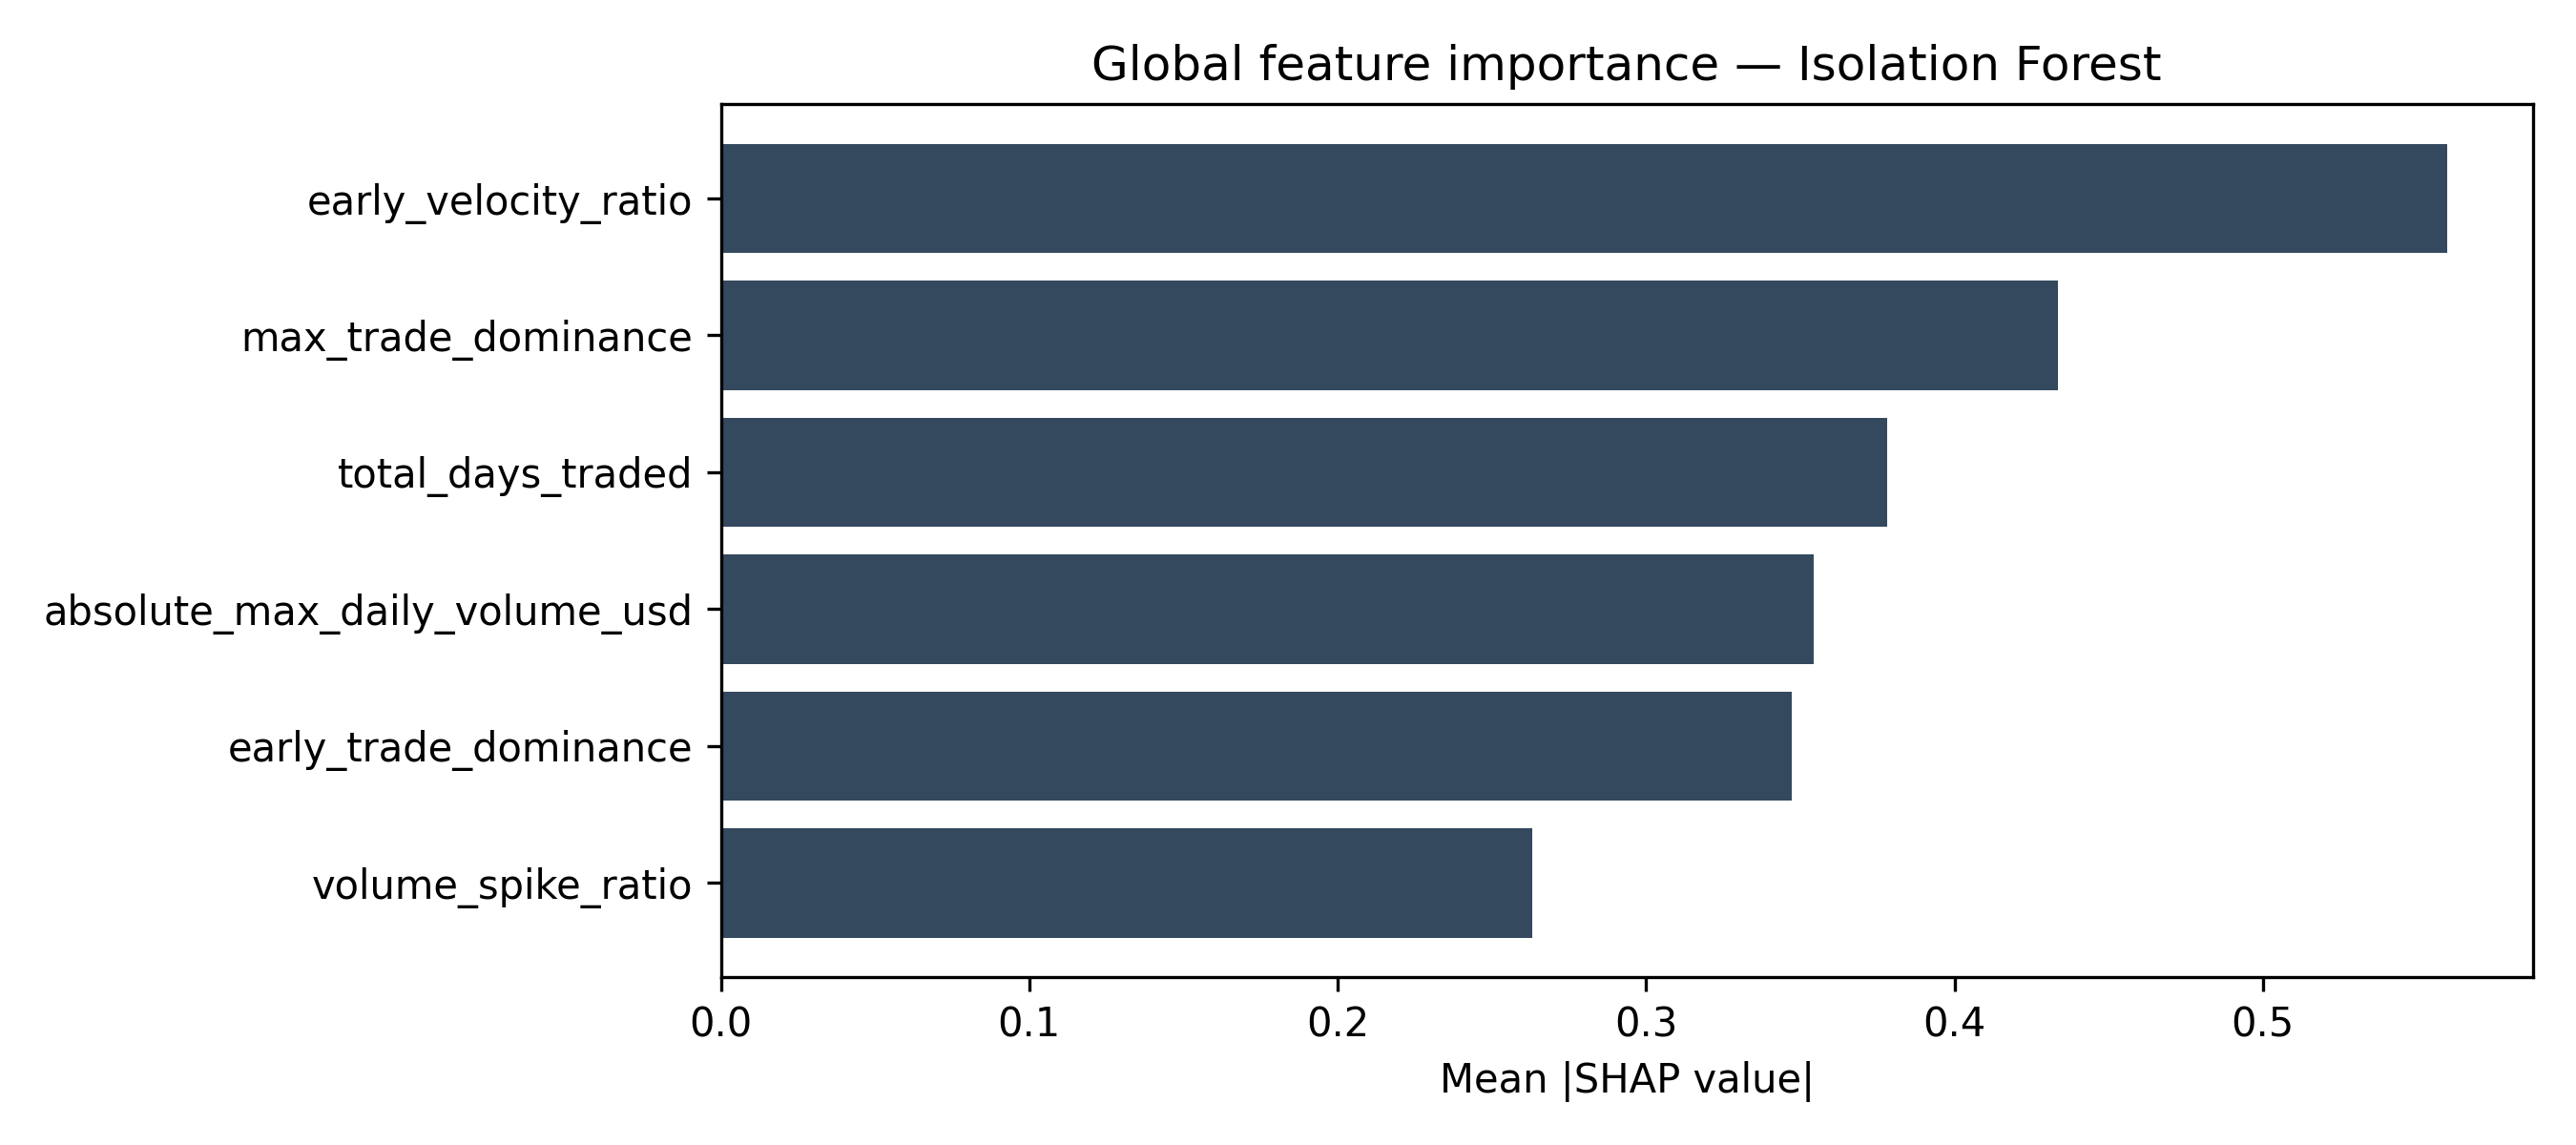 Global feature importance — Isolation Forest
early_velocity_ratio
max_trade_dominance
total_days_traded
absolute_max_daily_volume_usd
early_trade_dominance
volume_spike_ratio
0.0 0.1 0.2 0.3 0.4 0.5
Mean |SHAP value|